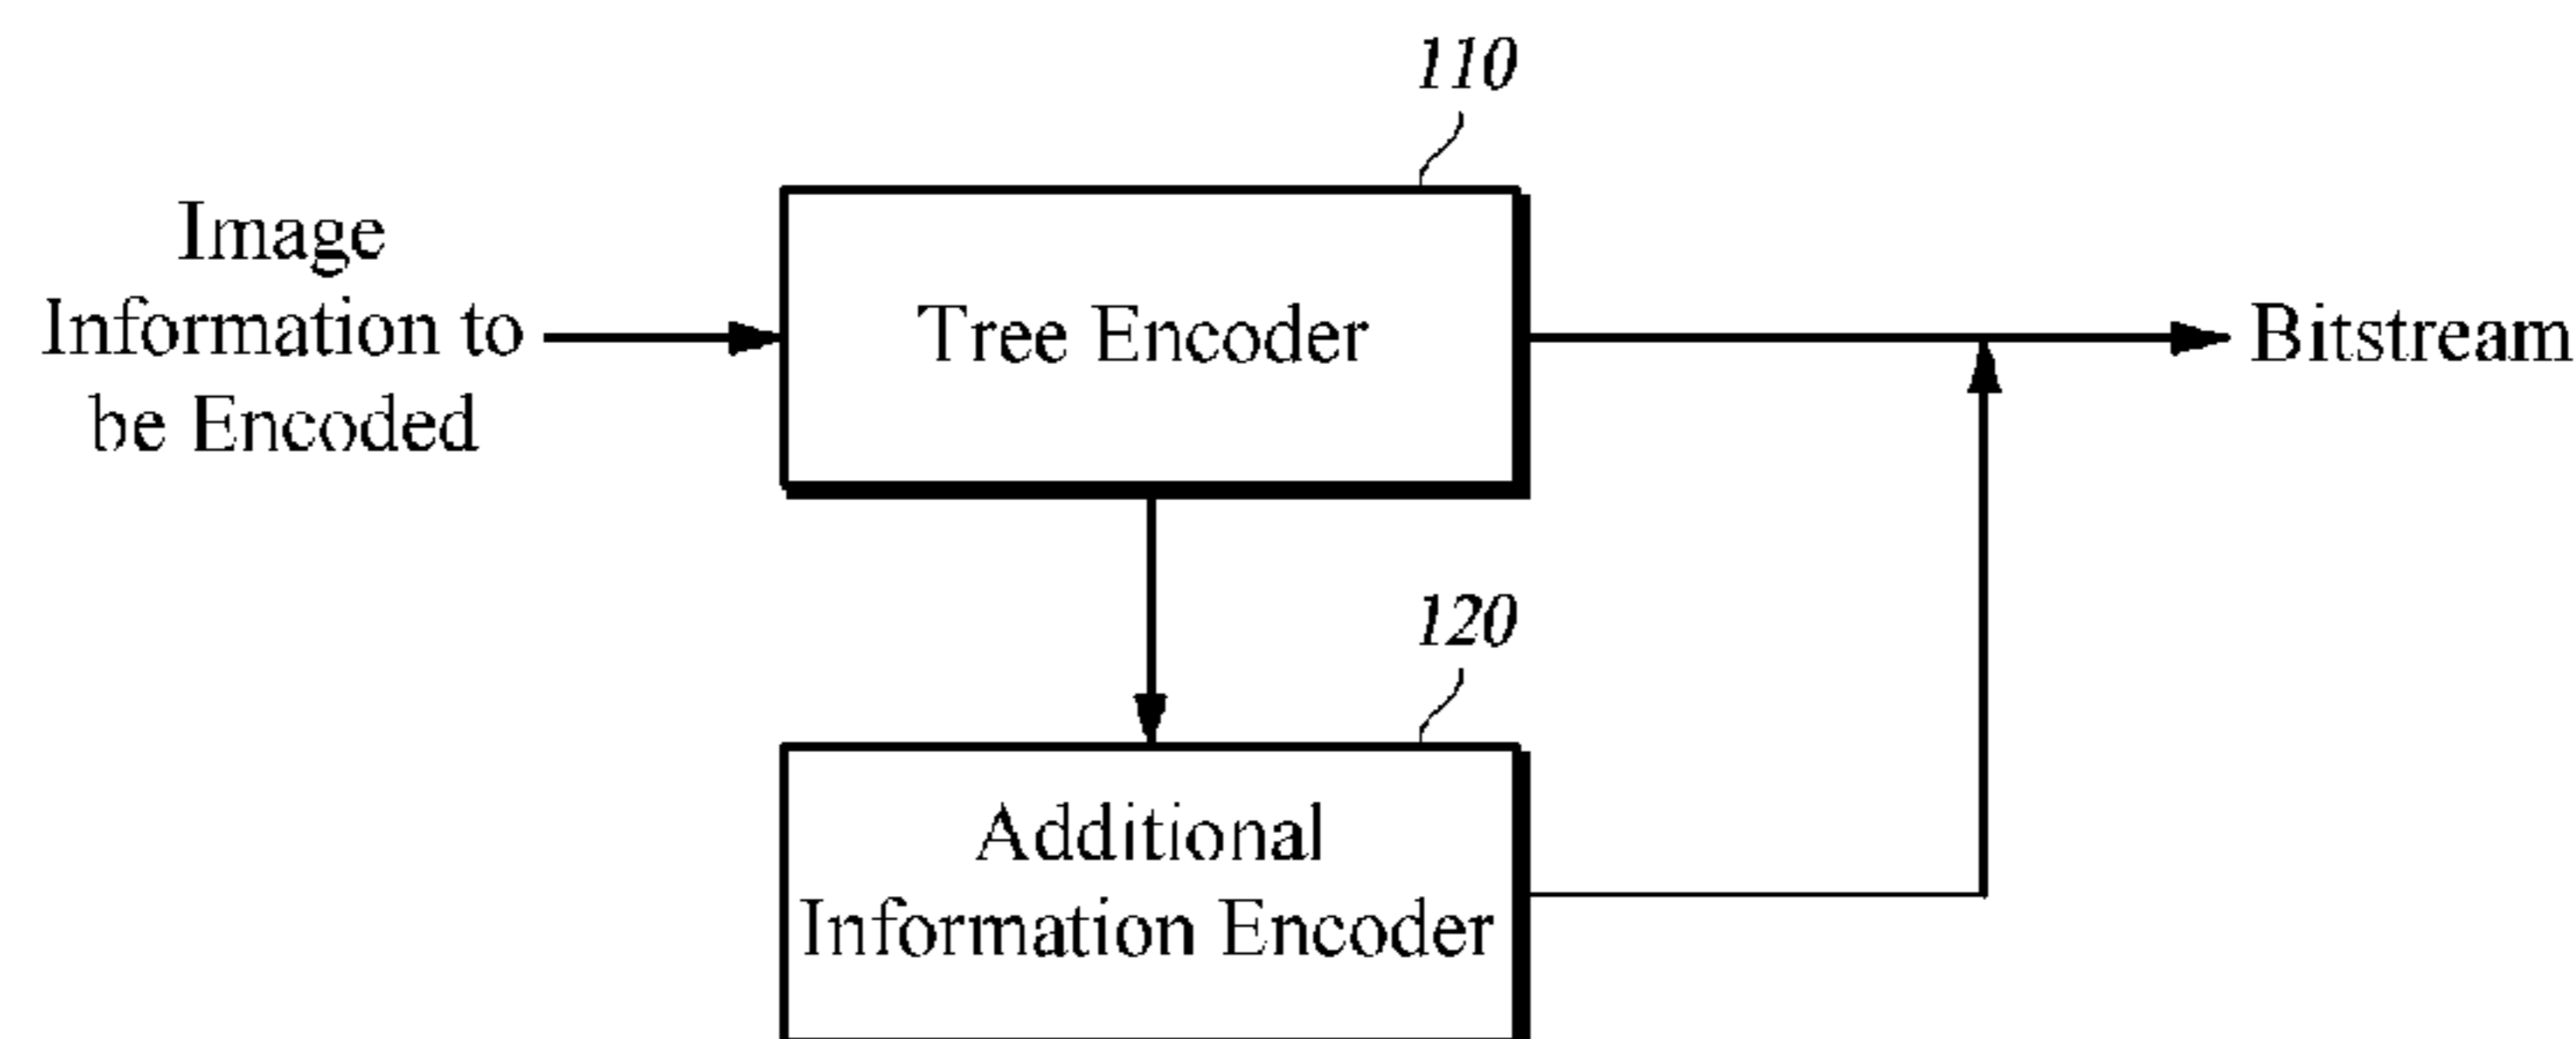 110
Image
Information to
be Encoded
Tree Encoder
Bitstream
120
Additional
Information Encoder